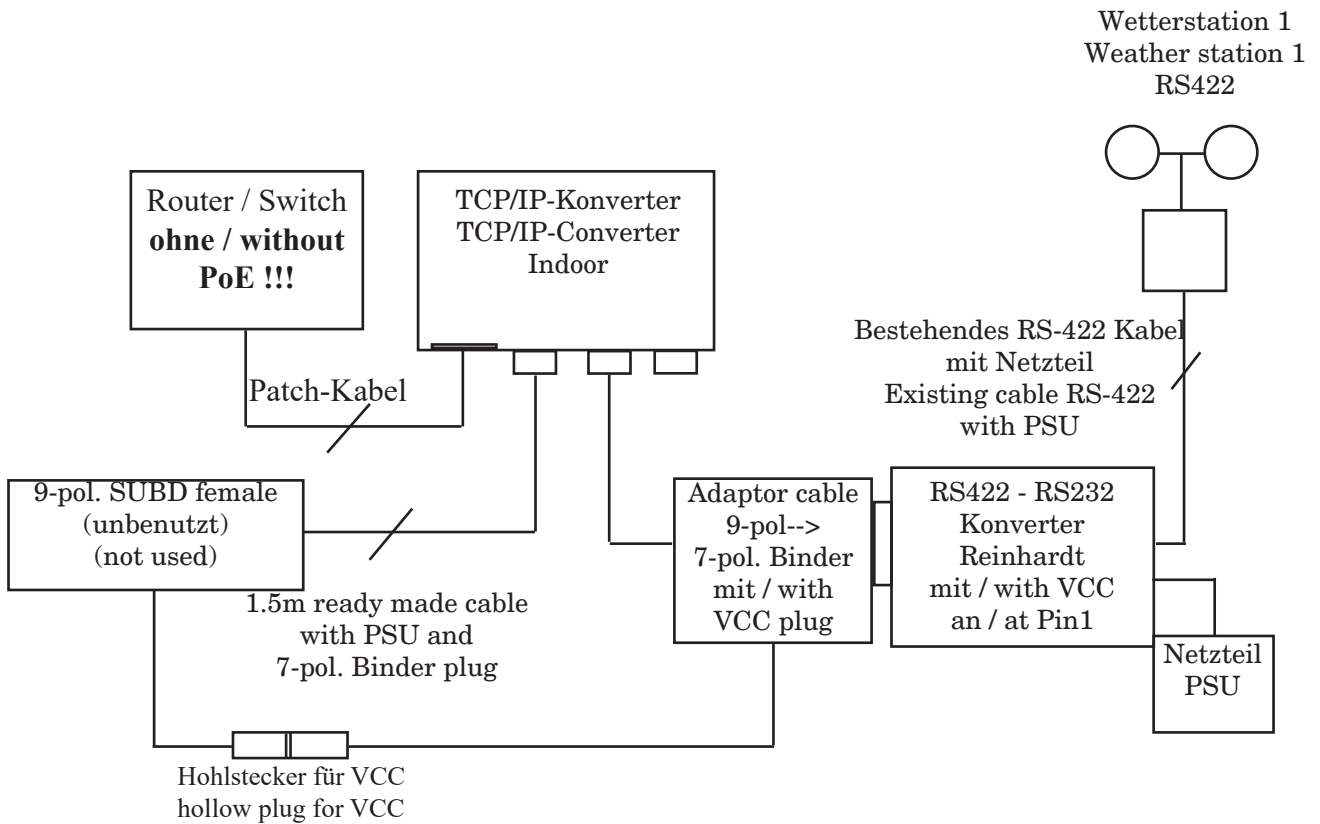 Wetterstation 1
Weather station 1
RS422
Router / Switch
ohne / without
PoE !!!
TCP/IP-Konverter
TCP/IP-Converter
Indoor
Bestehendes RS-422 Kabel
mit Netzteil
Existing cable RS-422
with PSU
Patch-Kabel
9-pol. SUBD female
(unbenutzt)
(not used)
Adaptor cable
9-pol-->
7-pol. Binder
mit / with
VCC plug
RS422 - RS232
Konverter
Reinhardt
mit / with VCC
an / at Pin1
1.5m ready made cable
with PSU and
7-pol. Binder plug
Netzteil
PSU
Hohlstecker für VCC
hollow plug for VCC